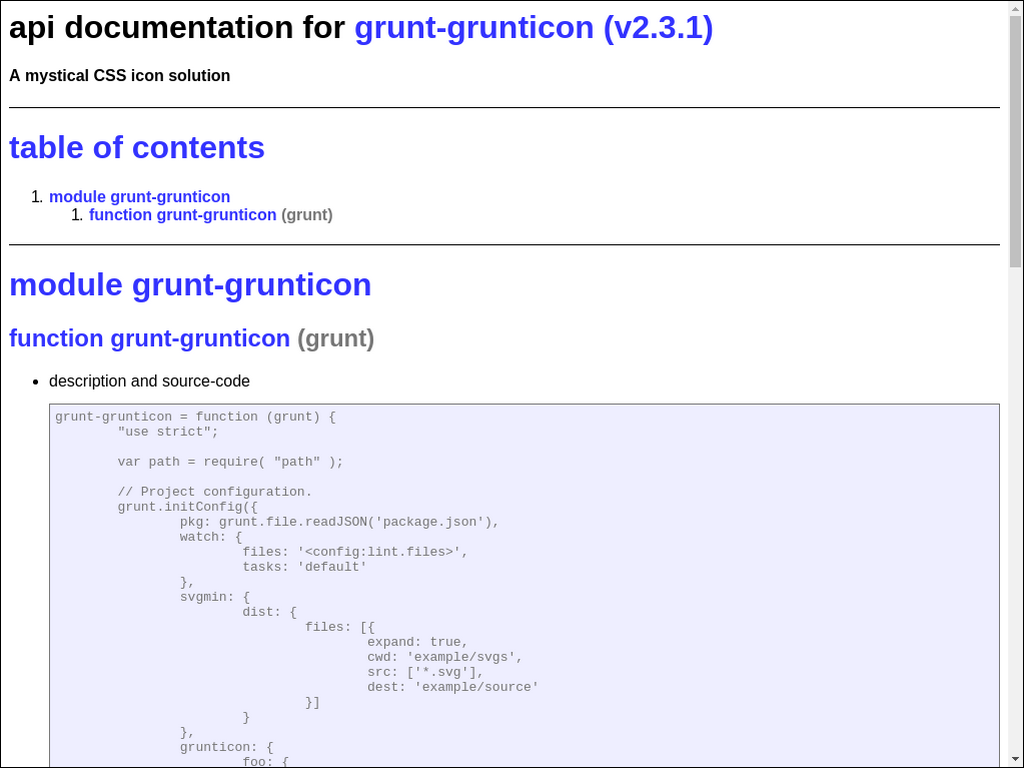 api documentation for grunt-grunticon (v2.3.1)
A mystical CSS icon solution
table of contents
1. module grunt-grunticon
1. function grunt-grunticon (grunt)
module grunt-grunticon
function grunt-grunticon (grunt)
• description and source-code
grunt-grunticon = function (grunt) {
        "use strict";
        var path = require( "path" );
        // Project configuration.
        grunt.initConfig({
                pkg: grunt.file.readJSON('package.json'),
                watch: {
                        files: '<config:lint.files>',
                        tasks: 'default'
                },
                svgmin: {
                        dist: {
                                files: [{
                                        expand: true,
                                        cwd: 'example/svgs',
                                        src: ['*.svg'],
                                        dest: 'example/source'
                                }]
                        }
                },
                grunticon: {
                        foo: {